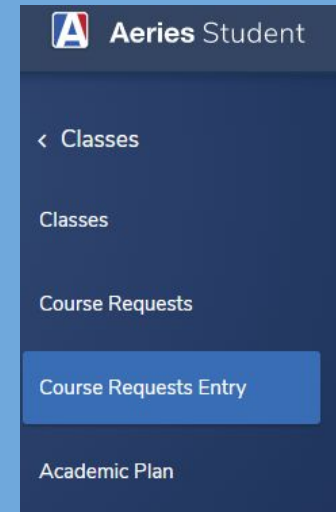 Aeries Student
< Classes
Classes
Course Requests
Course Requests Entry
Academic Plan